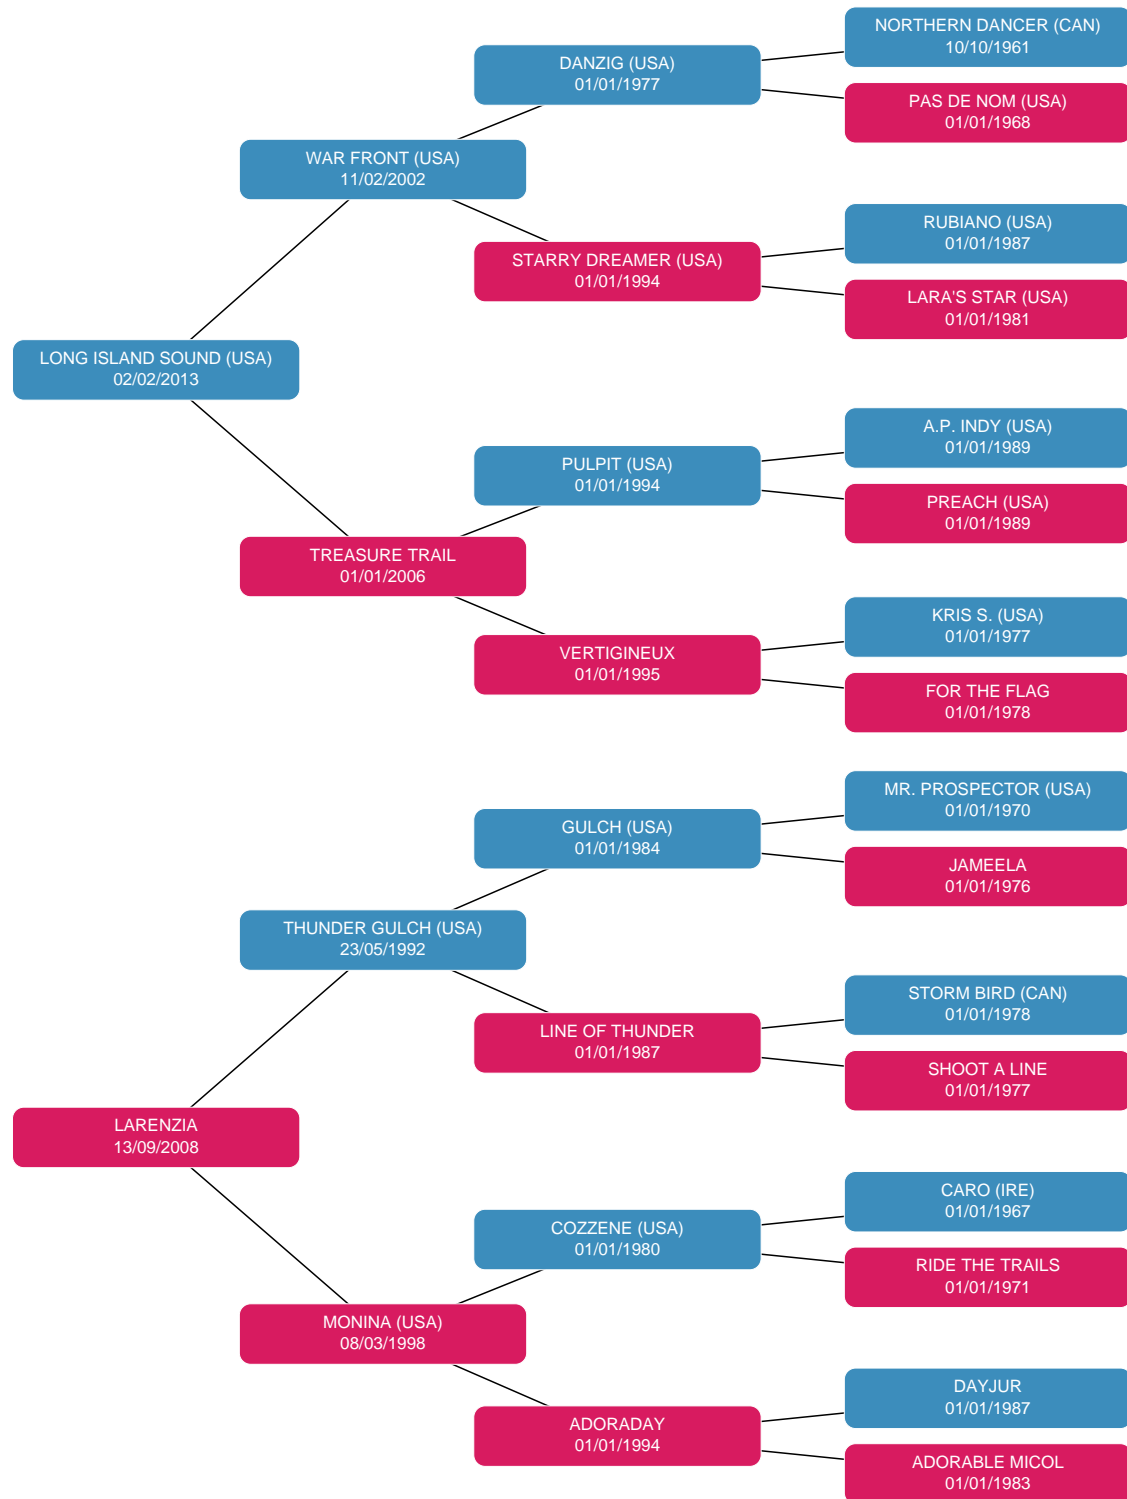 NORTHERN DANCER (CAN)
10/10/1961
DANZIG (USA)
01/01/1977
PAS DE NOM (USA)
01/01/1968
WAR FRONT (USA)
11/02/2002
RUBIANO (USA)
01/01/1987
STARRY DREAMER (USA)
01/01/1994
LARA'S STAR (USA)
01/01/1981
LONG ISLAND SOUND (USA)
02/02/2013
A.P. INDY (USA)
01/01/1989
PULPIT (USA)
01/01/1994
PREACH (USA)
01/01/1989
TREASURE TRAIL
01/01/2006
KRIS S. (USA)
01/01/1977
VERTIGINEUX
01/01/1995
FOR THE FLAG
01/01/1978
MR. PROSPECTOR (USA)
01/01/1970
GULCH (USA)
01/01/1984
JAMEELA
01/01/1976
THUNDER GULCH (USA)
23/05/1992
STORM BIRD (CAN)
01/01/1978
LINE OF THUNDER
01/01/1987
SHOOT A LINE
01/01/1977
LARENZIA
13/09/2008
CARO (IRE)
01/01/1967
COZZENE (USA)
01/01/1980
RIDE THE TRAILS
01/01/1971
MONINA (USA)
08/03/1998
DAYJUR
01/01/1987
ADORADAY
01/01/1994
ADORABLE MICOL
01/01/1983